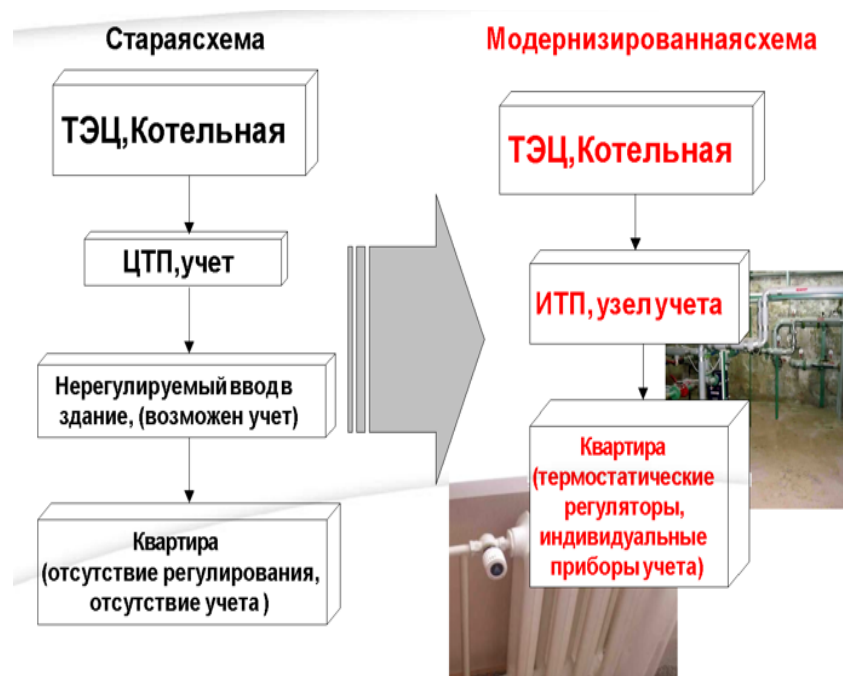 Стараясхема
ТЭЦ,Котельная
ЦТП,учет
Нерегулируемый ввод в
здание, (возможен учет)
Квартира
(отсутствие регулирования,
отсутствие учета )
Модернизированнаясхема
ТЭЦ,Котельная
ИТП, узел учета
Квартира
(термостатические
регуляторы,
индивидуальные
приборы учета)